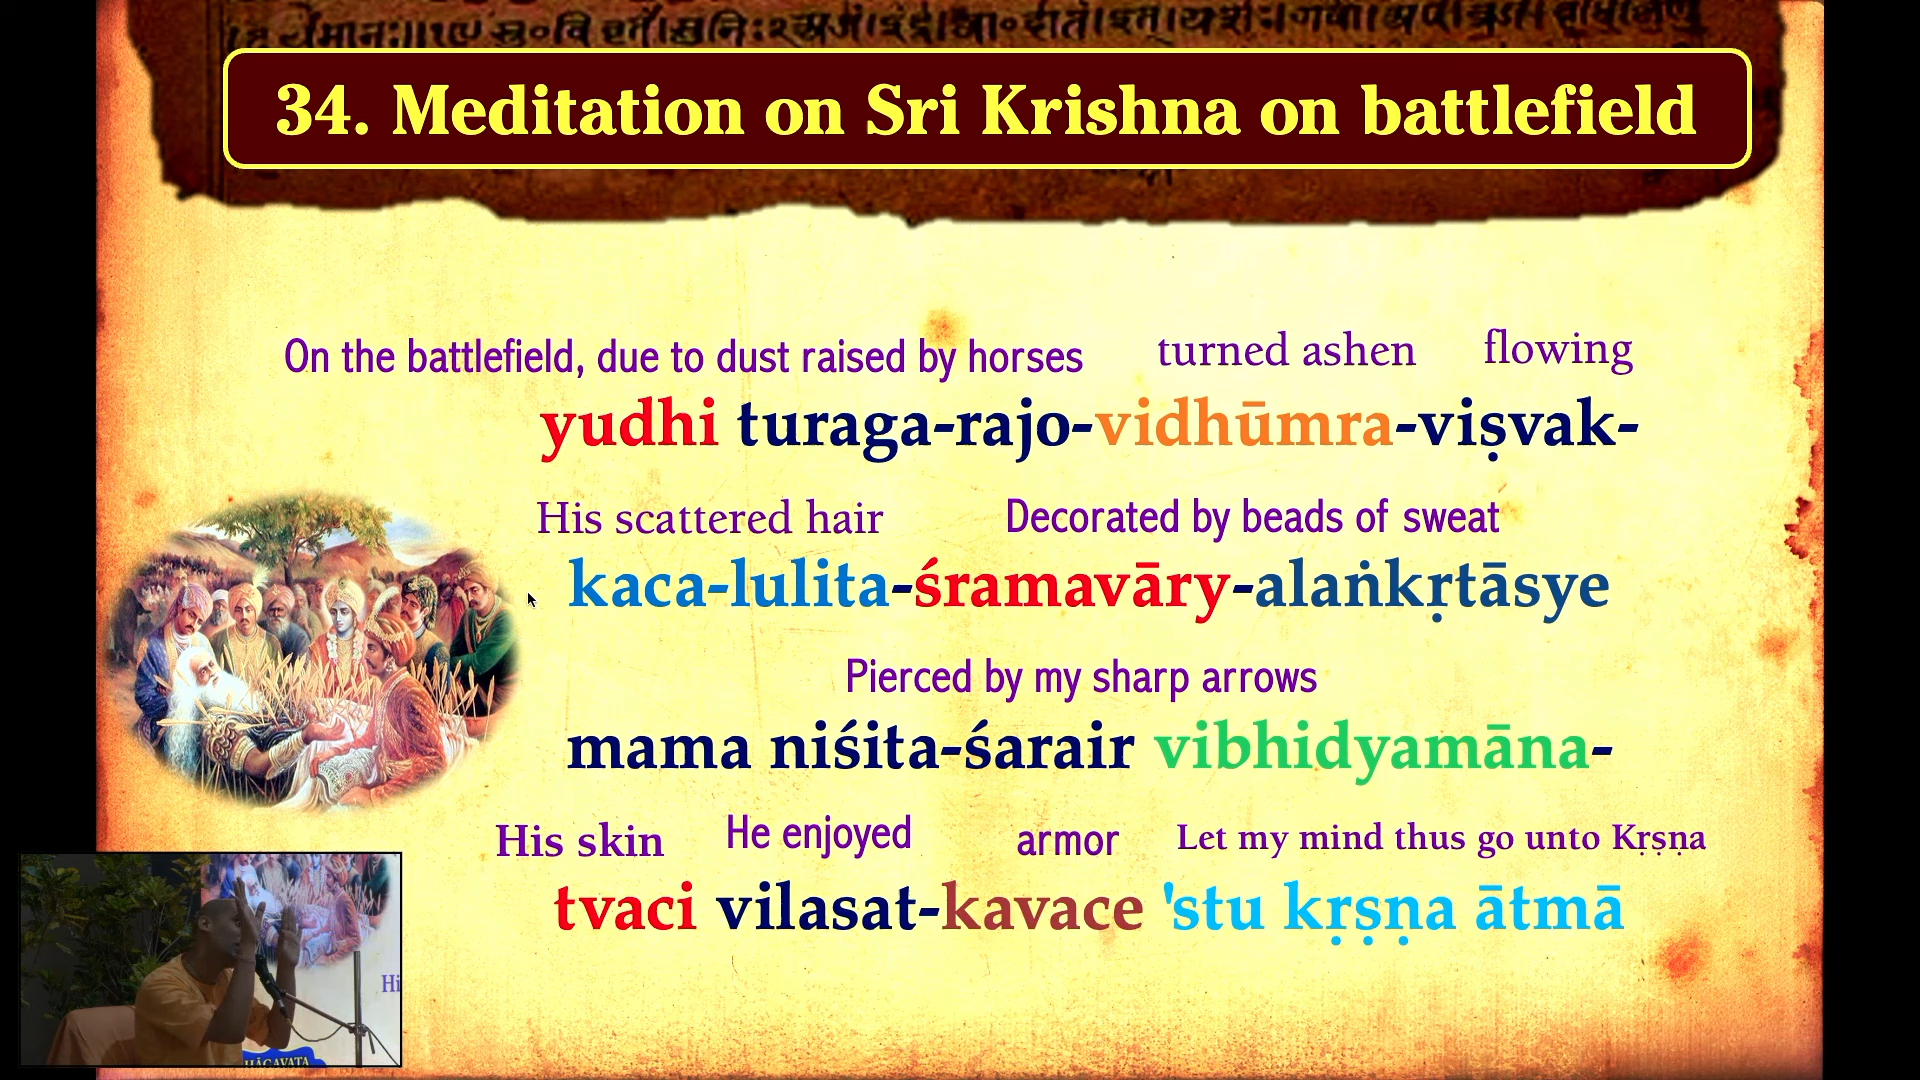 34. Meditation on Sri Krishna on battlefield
On the battlefield, due to dust raised by horses turned ashen flowing
yudhi turaga-rajo-vidhūmra-viṣvak-
His scattered hair Decorated by beads of sweat
kaca-lulita-śramavāry-alaṅkṛtāsye
Pierced by my sharp arrows
mama niśita-śarair vibhidyamāna-
His skin He enjoyed armor Let my mind thus go unto Kṛṣṇa
tvaci vilasat-kavace 'stu kṛṣṇa ātmā
Hi